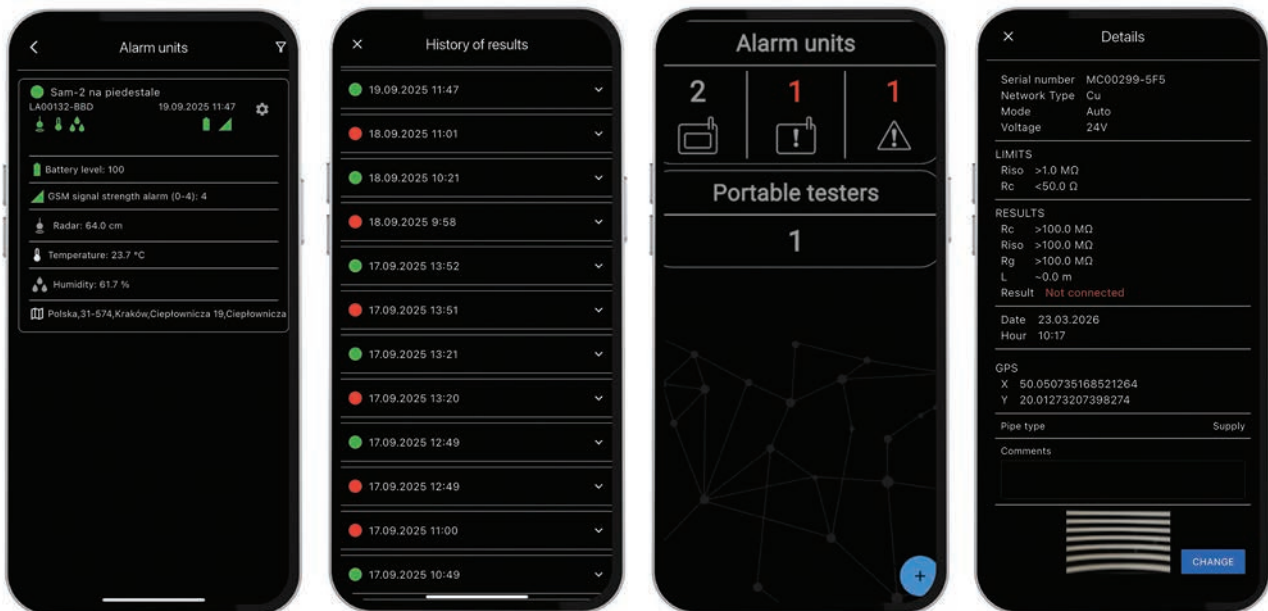 Alarm units
Sam-2 na piedestale
LA00132-BBD 19.09.2025 11:47
Battery level: 100
GSM signal strength alarm (0-4): 4
Radar: 64.0 cm
Temperature: 23.7 °C
Humidity: 61.7 %
Polska,31-574,Kraków,Ciepłownicza 19,Ciepłownicza
History of results
19.09.2025 11:47
18.09.2025 11:01
18.09.2025 10:21
18.09.2025 9:58
17.09.2025 13:52
17.09.2025 13:51
17.09.2025 13:21
17.09.2025 13:20
17.09.2025 12:49
17.09.2025 12:49
17.09.2025 11:00
17.09.2025 10:49
Alarm units
2 1 1
Portable testers
1
Details
Serial number MC00299-5F5
Network Type Cu
Mode Auto
Voltage 24V
LIMITS
Riso >1.0 MΩ
Rc <50.0 Ω
RESULTS
Rc >100.0 MΩ
Riso >100.0 MΩ
Rg >100.0 MΩ
L ~0.0 m
Result Not connected
Date 23.03.2026
Hour 10:17
GPS
X 50.050735168521264
Y 20.01273207398274
Pipe type Supply
Comments
CHANGE